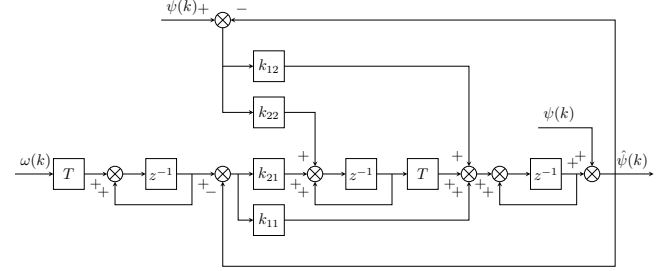 ψ(k) + −
k₁₂
k₂₂
ψ(k)
ω(k) T + + z⁻¹ + − k₂₁ + + + z⁻¹ T + + + + + z⁻¹ + + ψ̂(k)
k₁₁